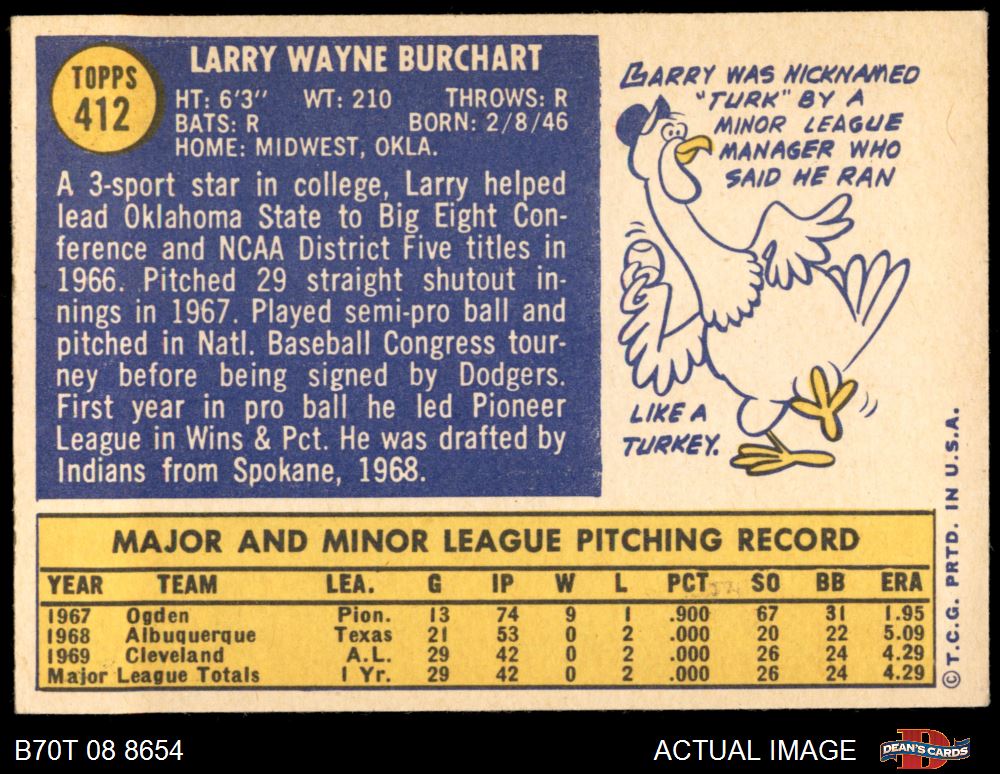 TOPPS
412
LARRY WAYNE BURCHART
HT: 6'3" WT: 210 THROWS: R
BATS: R BORN: 2/8/46
HOME: MIDWEST, OKLA.
A 3-sport star in college, Larry helped
lead Oklahoma State to Big Eight Con-
ference and NCAA District Five titles in
1966. Pitched 29 straight shutout in-
nings in 1967. Played semi-pro ball and
pitched in Natl. Baseball Congress tour-
ney before being signed by Dodgers.
First year in pro ball he led Pioneer
League in Wins & Pct. He was drafted by
Indians from Spokane, 1968.
LARRY WAS NICKNAMED
"TURK" BY A
MINOR LEAGUE
MANAGER WHO
SAID HE RAN
LIKE A
TURKEY.
MAJOR AND MINOR LEAGUE PITCHING RECORD
YEAR TEAM LEA. G IP W L PCT. SO BB ERA
1967 Ogden Pion. 13 74 9 1 .900 67 31 1.95
1968 Albuquerque Texas 21 53 0 2 .000 20 22 5.09
1969 Cleveland A.L. 29 42 0 2 .000 26 24 4.29
Major League Totals 1 Yr. 29 42 0 2 .000 26 24 4.29
© T.C.G. PRTD. IN U.S.A.
B70T 08 8654
ACTUAL IMAGE
DEAN'S CARDS